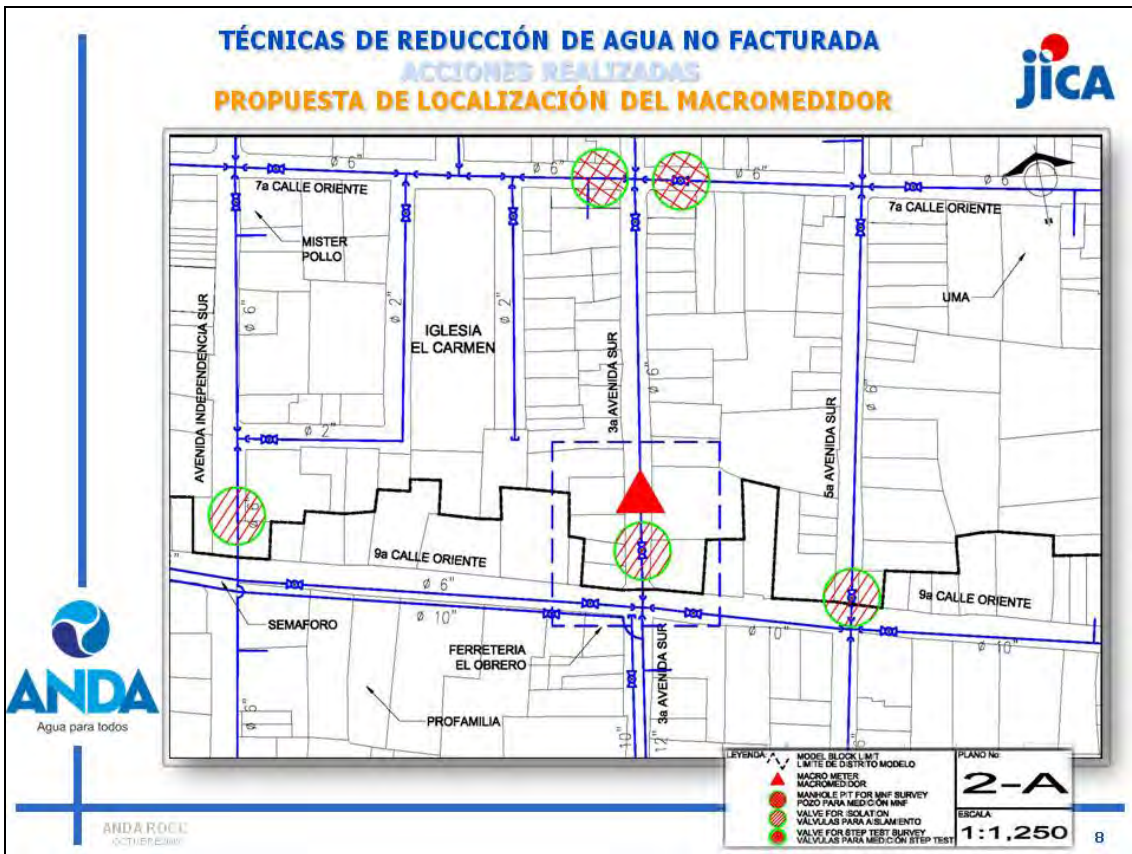 TÉCNICAS DE REDUCCIÓN DE AGUA NO FACTURADA
ACCIONES REALIZADAS
PROPUESTA DE LOCALIZACIÓN DEL MACROMEDIDOR
jica
ø 6"
ø 6"
ø 6"
ø 6"
7a CALLE ORIENTE
7a CALLE ORIENTE
MISTER
POLLO
UMA
AVENIDA INDEPENDENCIA SUR
ø 6"
ø 2"
IGLESIA
EL CARMEN
ø 2"
3a AVENIDA SUR
ø 6"
5a AVENIDA SUR
ø 6"
ø 2"
9a CALLE ORIENTE
ø 6"
9a CALLE ORIENTE
SEMAFORO
ø 10"
ø 10"
ø 10"
FERRETERIA
EL OBRERO
3a AVENIDA SUR
PROFAMILIA
10"
12"
ANDA
Agua para todos
LEYENDA:
MODEL BLOCK LIMIT
LIMITE DE DISTRITO MODELO
MACRO METER
MACROMEDIDOR
MANHOLE PIT FOR MNF SURVEY
POZO PARA MEDICIÓN MNF
VALVE FOR ISOLATION
VÁLVULAS PARA AISLAMIENTO
VALVE FOR STEP TEST SURVEY
VÁLVULAS PARA MEDICIÓN STEP TEST
PLANO No:
2-A
ESCALA
1:1,250
8